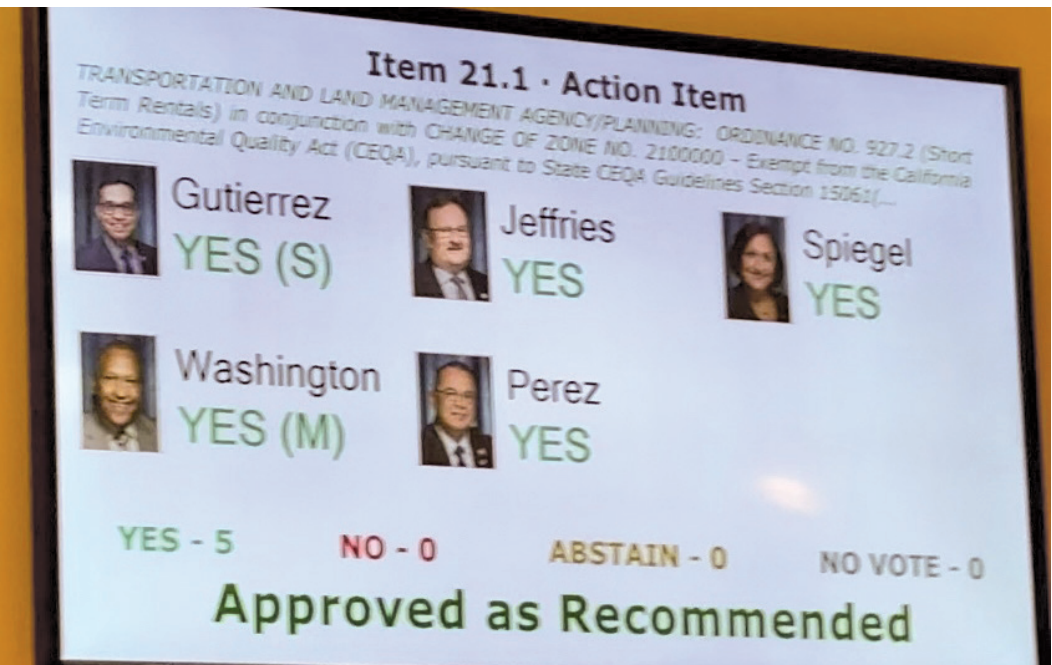 Item 21.1 · Action Item
TRANSPORTATION AND LAND MANAGEMENT AGENCY/PLANNING: ORDINANCE NO. 927.2 (Short
Term Rentals) in conjunction with CHANGE OF ZONE NO. 2100000 – Exempt from the California
Environmental Quality Act (CEQA), pursuant to State CEQA Guidelines Section 15061(...
Gutierrez
YES (S)
Jeffries
YES
Spiegel
YES
Washington
YES (M)
Perez
YES
YES - 5 NO - 0 ABSTAIN - 0 NO VOTE - 0
Approved as Recommended